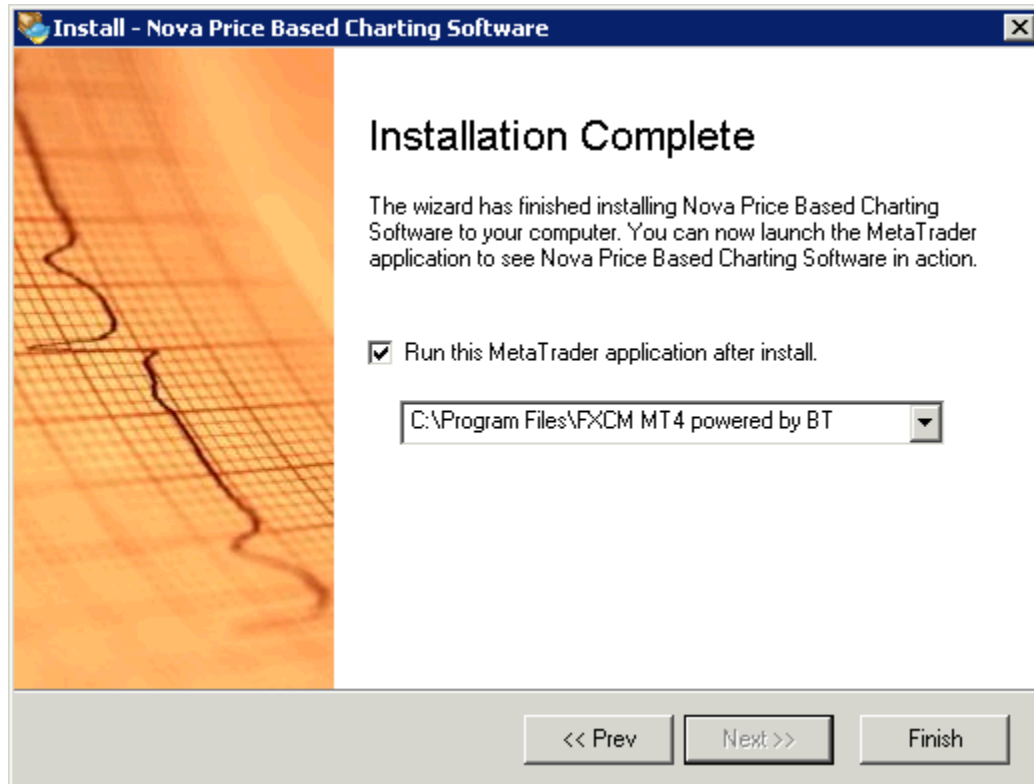 Install - Nova Price Based Charting Software
Installation Complete
The wizard has finished installing Nova Price Based Charting
Software to your computer. You can now launch the MetaTrader
application to see Nova Price Based Charting Software in action.
Run this MetaTrader application after install.
C:\Program Files\FXCM MT4 powered by BT
<< Prev
Next >>
Finish